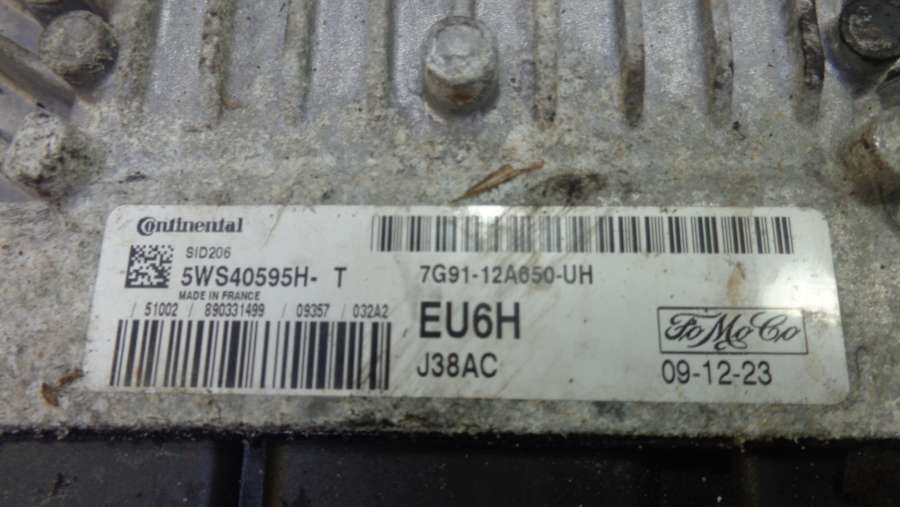 Continental
SID206
5WS40595H- T
MADE IN FRANCE
/ 51002 / 890331499 / 09357 / 032A2
7G91-12A650-UH
EU6H
J38AC
FoMoCo
09-12-23